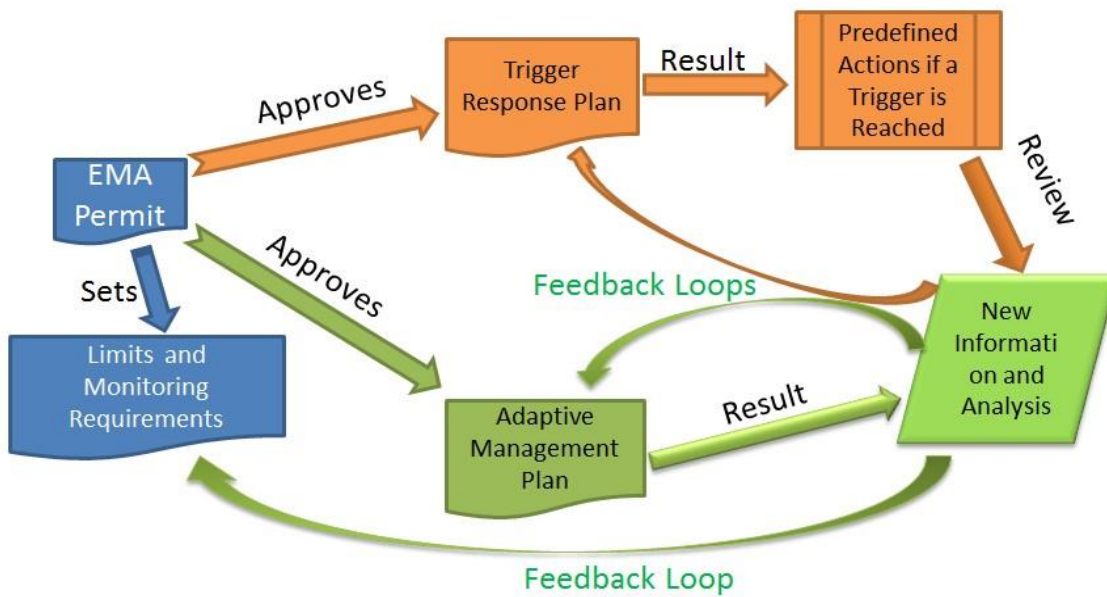 Approves
Trigger
Response Plan
Result
Predefined
Actions if a
Trigger is
Reached
Review
EMA
Permit
Sets
Approves
Limits and
Monitoring
Requirements
Feedback Loops
Adaptive
Management
Plan
Result
New
Informati
on and
Analysis
Feedback Loop